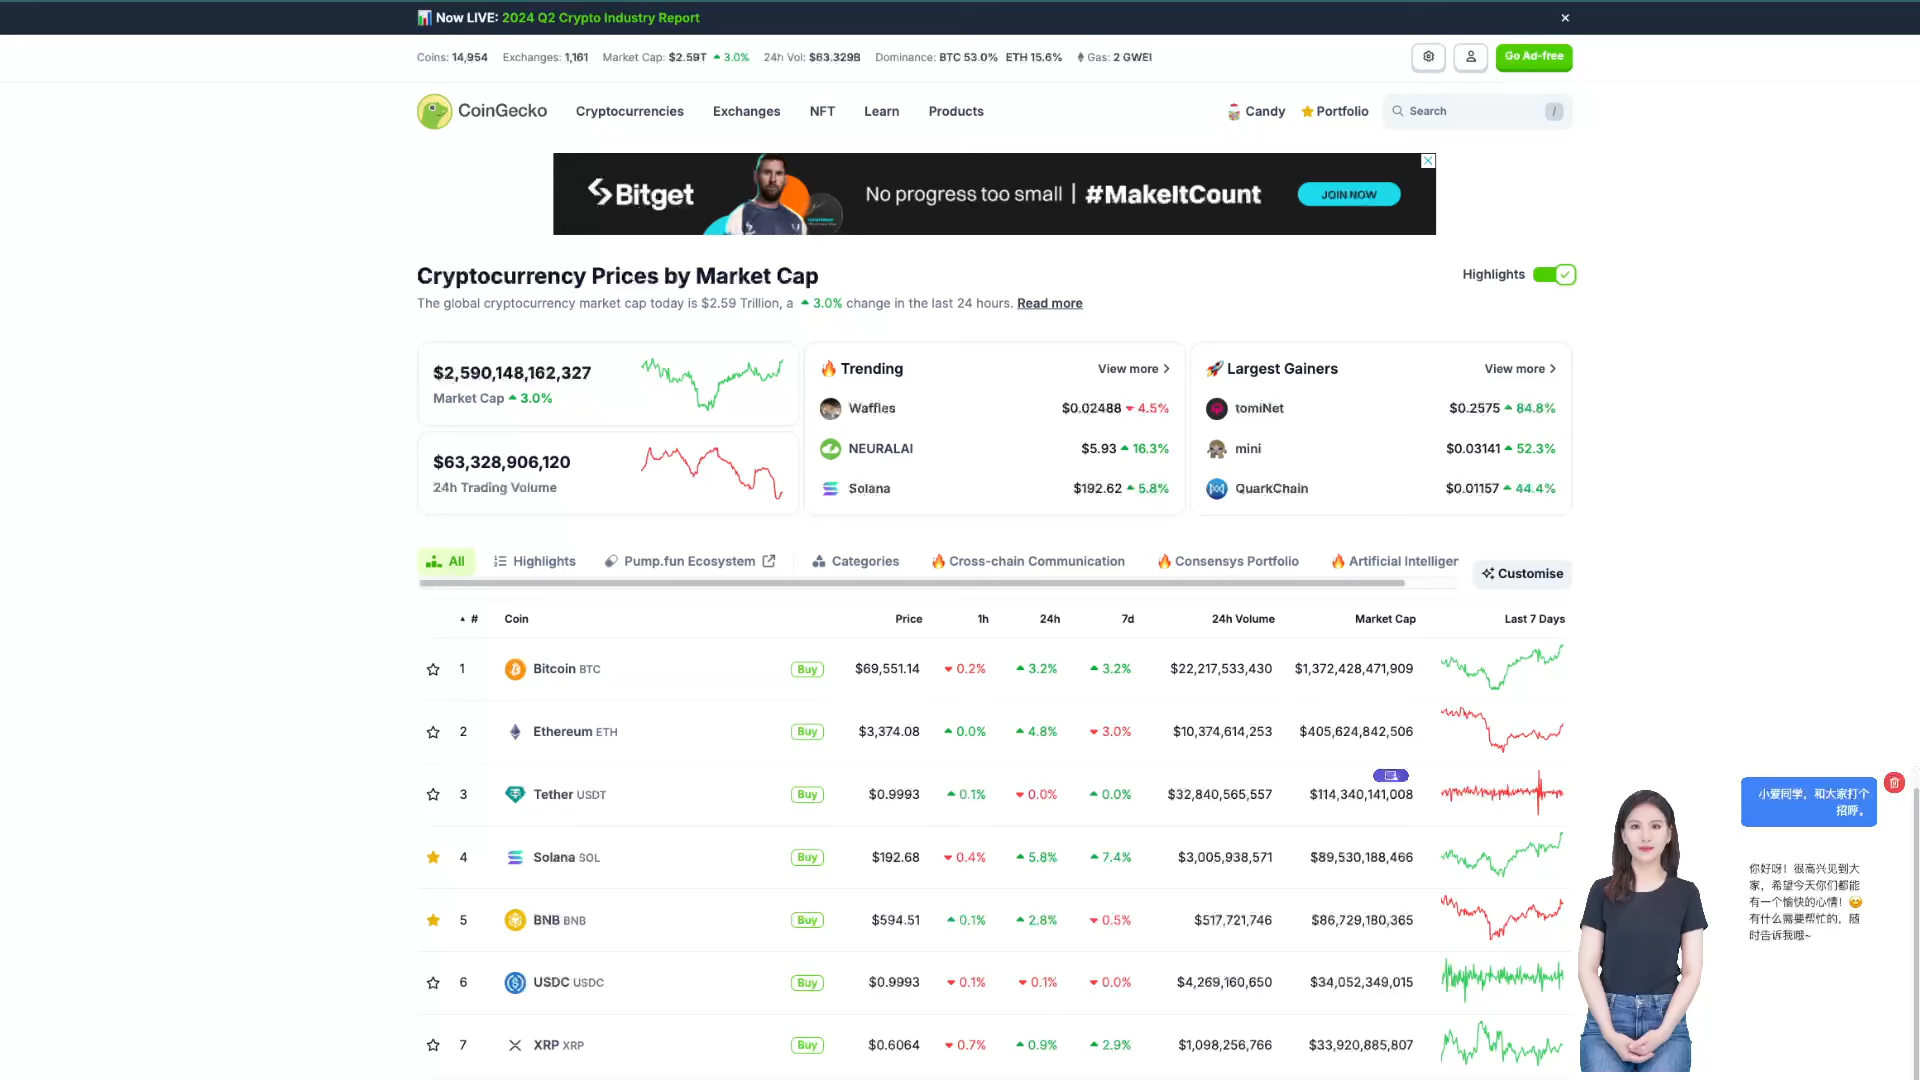 Now LIVE: 2024 Q2 Crypto Industry Report
Coins: 14,954 Exchanges: 1,161 Market Cap: $2.59T 3.0% 24h Vol: $63.329B Dominance: BTC 53.0% ETH 15.6% Gas: 2 GWEI
Go Ad-free
CoinGecko Cryptocurrencies Exchanges NFT Learn Products Candy Portfolio Search /
Bitget No progress too small | #MakeItCount JOIN NOW
Cryptocurrency Prices by Market Cap Highlights
The global cryptocurrency market cap today is $2.59 Trillion, a 3.0% change in the last 24 hours. Read more
$2,590,148,162,327
Market Cap 3.0%
$63,328,906,120
24h Trading Volume
Trending View more
Waffles $0.02488 4.5%
NEURALAI $5.93 16.3%
Solana $192.62 5.8%
Largest Gainers View more
tomiNet $0.2575 84.8%
mini $0.03141 52.3%
QuarkChain $0.01157 44.4%
All Highlights Pump.fun Ecosystem Categories Cross-chain Communication Consensys Portfolio Artificial Intelliger Customise
# Coin Price 1h 24h 7d 24h Volume Market Cap Last 7 Days
1 Bitcoin BTC Buy $69,551.14 0.2% 3.2% 3.2% $22,217,533,430 $1,372,428,471,909
2 Ethereum ETH Buy $3,374.08 0.0% 4.8% 3.0% $10,374,614,253 $405,624,842,506
3 Tether USDT Buy $0.9993 0.1% 0.0% 0.0% $32,840,565,557 $114,340,141,008
4 Solana SOL Buy $192.68 0.4% 5.8% 7.4% $3,005,938,571 $89,530,188,466
5 BNB BNB Buy $594.51 0.1% 2.8% 0.5% $517,721,746 $86,729,180,365
6 USDC USDC Buy $0.9993 0.1% 0.1% 0.0% $4,269,160,650 $34,052,349,015
7 XRP XRP Buy $0.6064 0.7% 0.9% 2.9% $1,098,256,766 $33,920,885,807
小爱同学，和大家打个
招呼。
你好呀！很高兴见到大
家，希望今天你们都能
有一个愉快的心情！😊
有什么需要帮忙的，随
时告诉我哦~